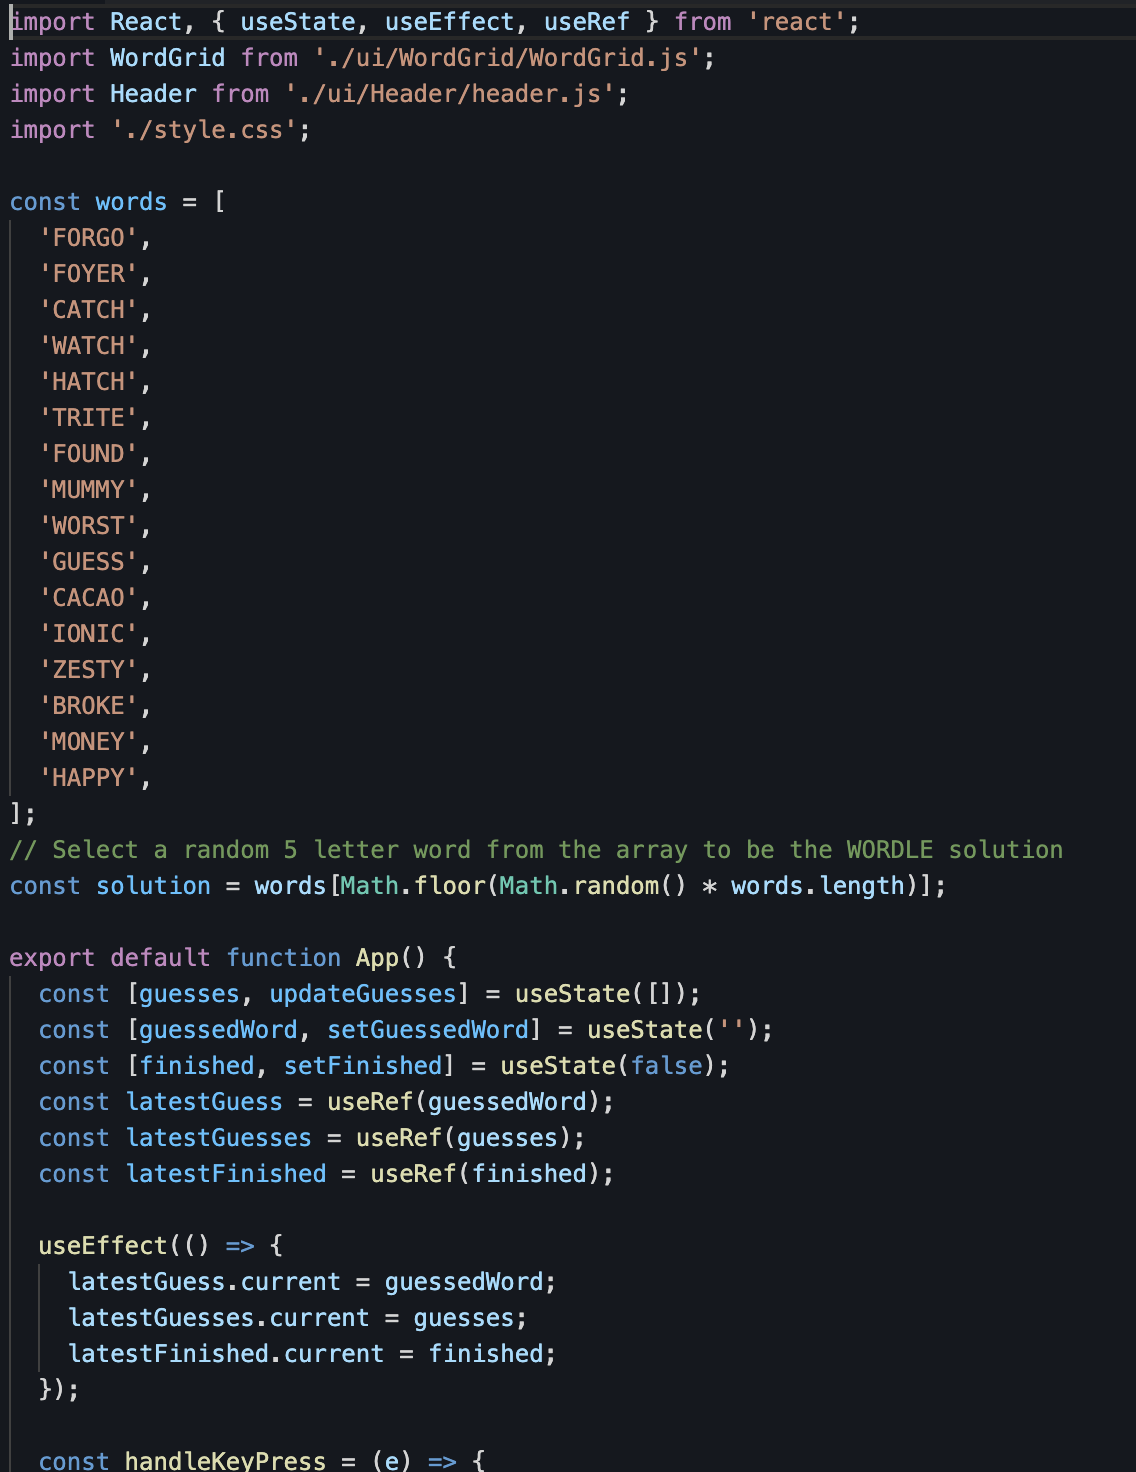 import React, { useState, useEffect, useRef } from 'react';
import WordGrid from './ui/WordGrid/WordGrid.js';
import Header from './ui/Header/header.js';
import './style.css';

const words = [
  'FORGO',
  'FOYER',
  'CATCH',
  'WATCH',
  'HATCH',
  'TRITE',
  'FOUND',
  'MUMMY',
  'WORST',
  'GUESS',
  'CACAO',
  'IONIC',
  'ZESTY',
  'BROKE',
  'MONEY',
  'HAPPY',
];
// Select a random 5 letter word from the array to be the WORDLE solution
const solution = words[Math.floor(Math.random() * words.length)];

export default function App() {
  const [guesses, updateGuesses] = useState([]);
  const [guessedWord, setGuessedWord] = useState('');
  const [finished, setFinished] = useState(false);
  const latestGuess = useRef(guessedWord);
  const latestGuesses = useRef(guesses);
  const latestFinished = useRef(finished);

  useEffect(() => {
    latestGuess.current = guessedWord;
    latestGuesses.current = guesses;
    latestFinished.current = finished;
  });

  const handleKeyPress = (e) => {